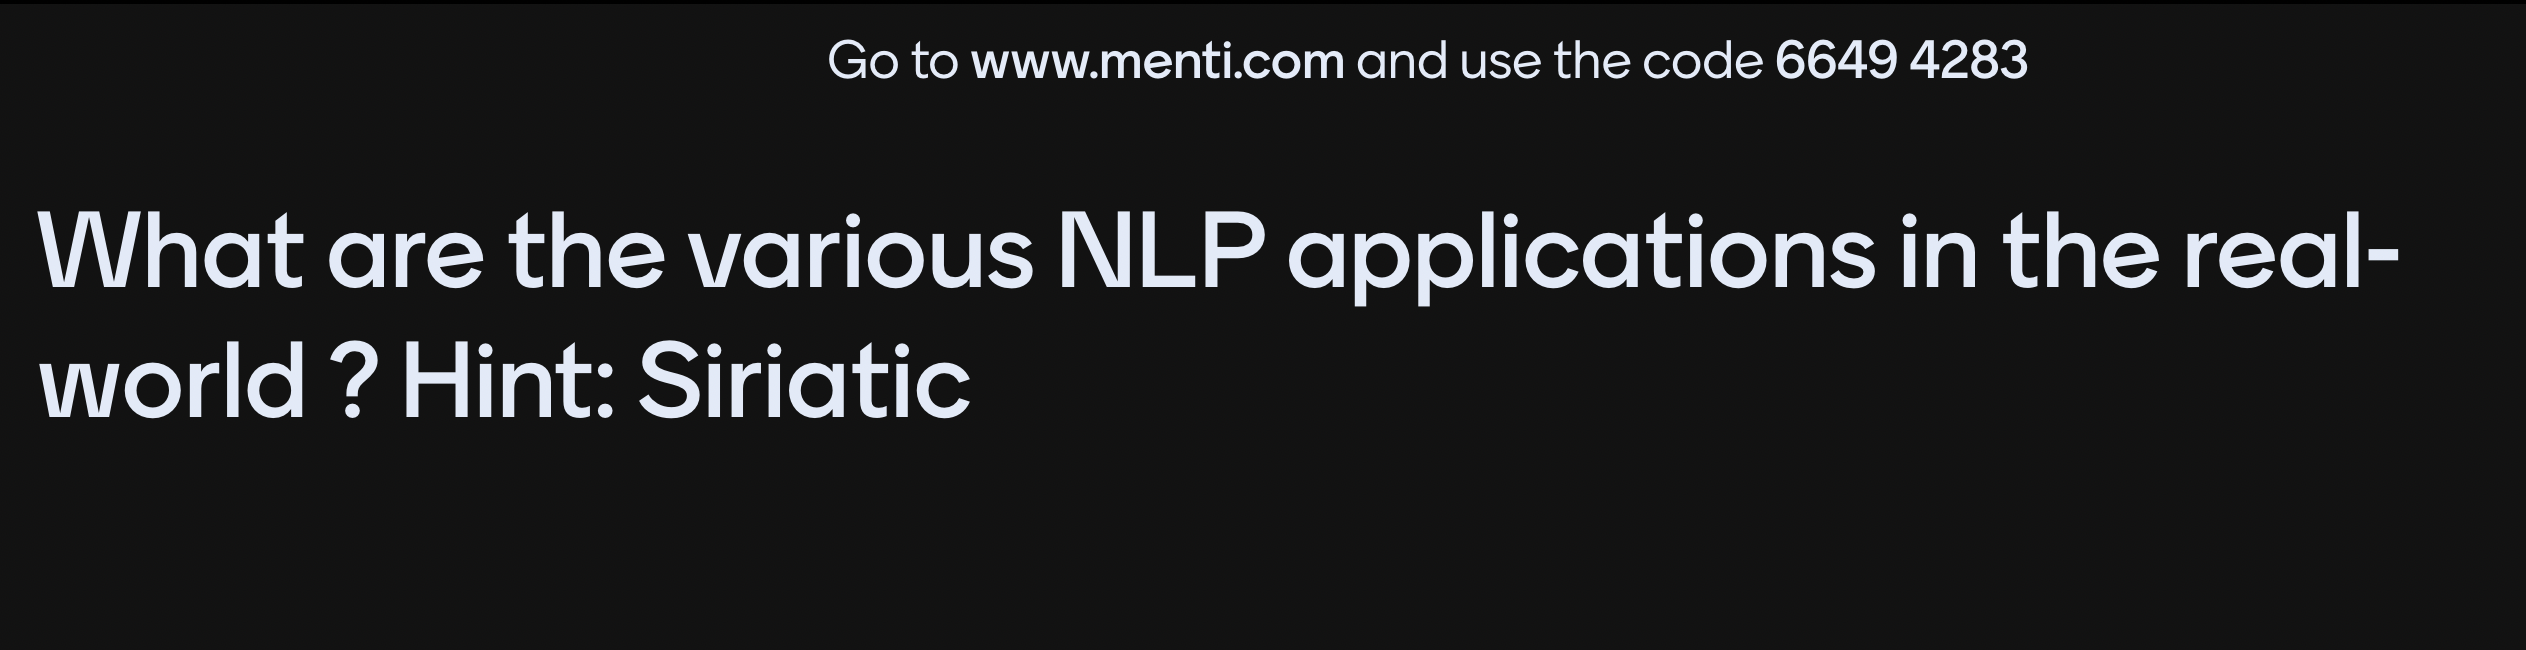 Go to www.menti.com and use the code 6649 4283
What are the various NLP applications in the real-
world ? Hint: Siriatic